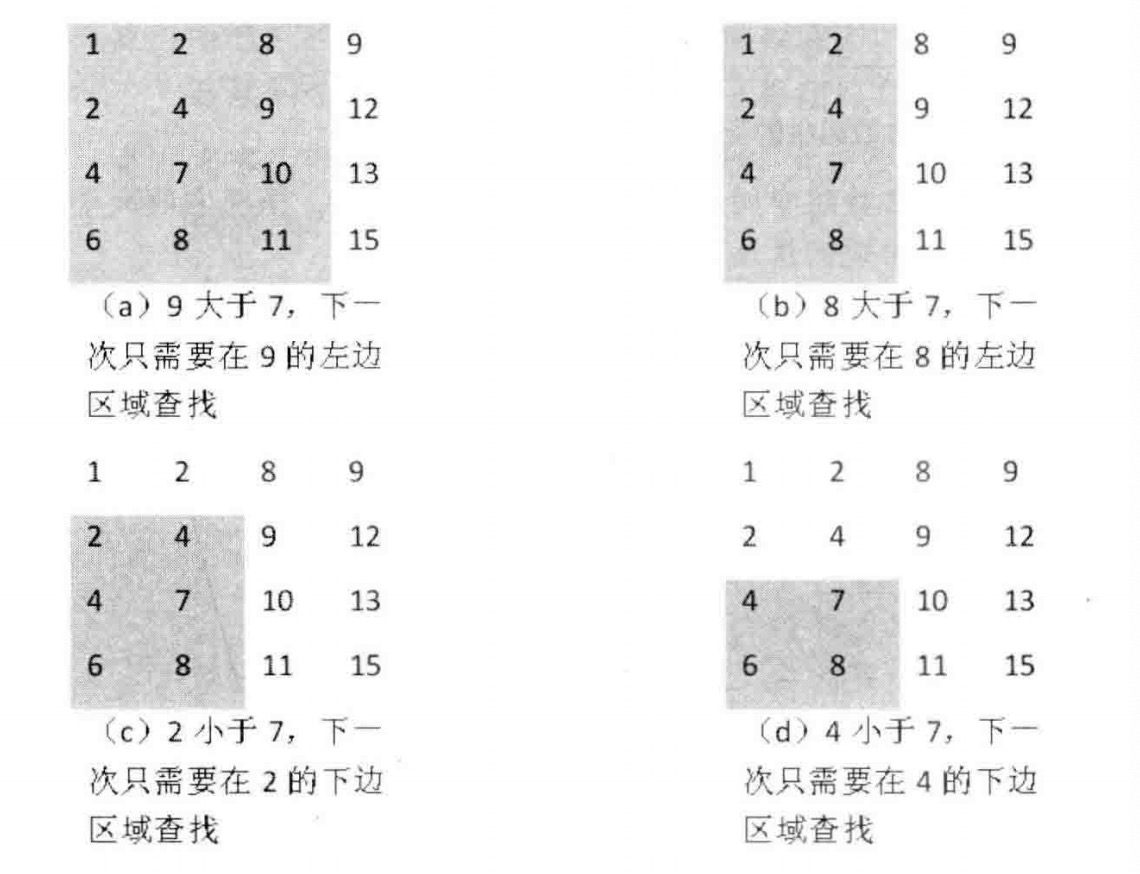 1 2 8 9
2 4 9 12
4 7 10 13
6 8 11 15
（a）9 大于 7，下一
次只需要在 9 的左边
区域查找
1 2 8 9
2 4 9 12
4 7 10 13
6 8 11 15
（b）8 大于 7，下一
次只需要在 8 的左边
区域查找
1 2 8 9
2 4 9 12
4 7 10 13
6 8 11 15
（c）2 小于 7，下一
次只需要在 2 的下边
区域查找
1 2 8 9
2 4 9 12
4 7 10 13
6 8 11 15
（d）4 小于 7，下一
次只需要在 4 的下边
区域查找